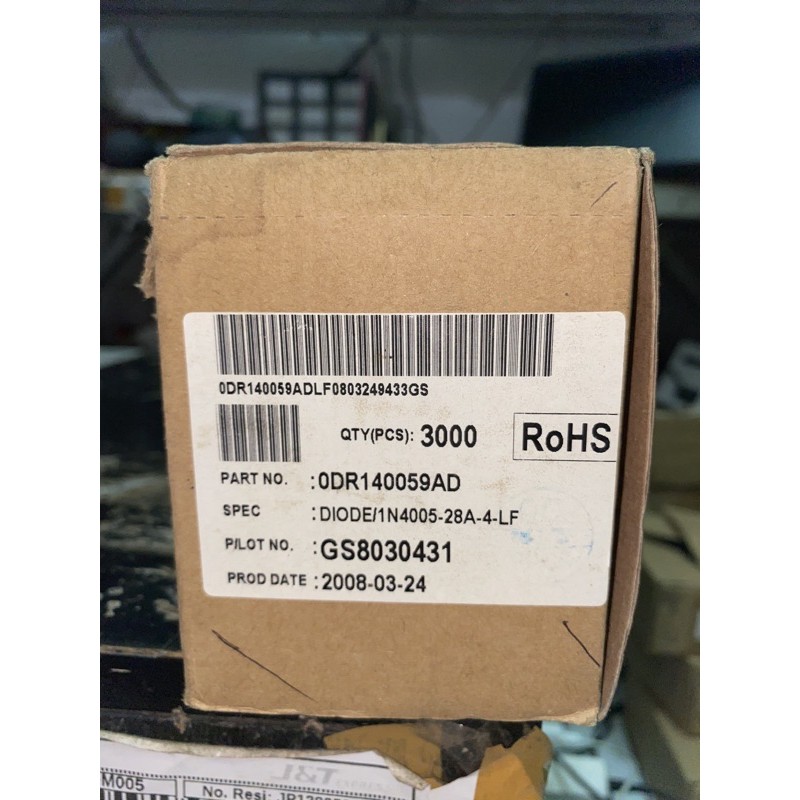 0DR140059ADLF0803249433GS
QTY(PCS): 3000
RoHS
PART NO. :0DR140059AD
SPEC :DIODE/1N4005-28A-4-LF
P/LOT NO. :GS8030431
PROD DATE :2008-03-24
T&L
M005
No. Resi: